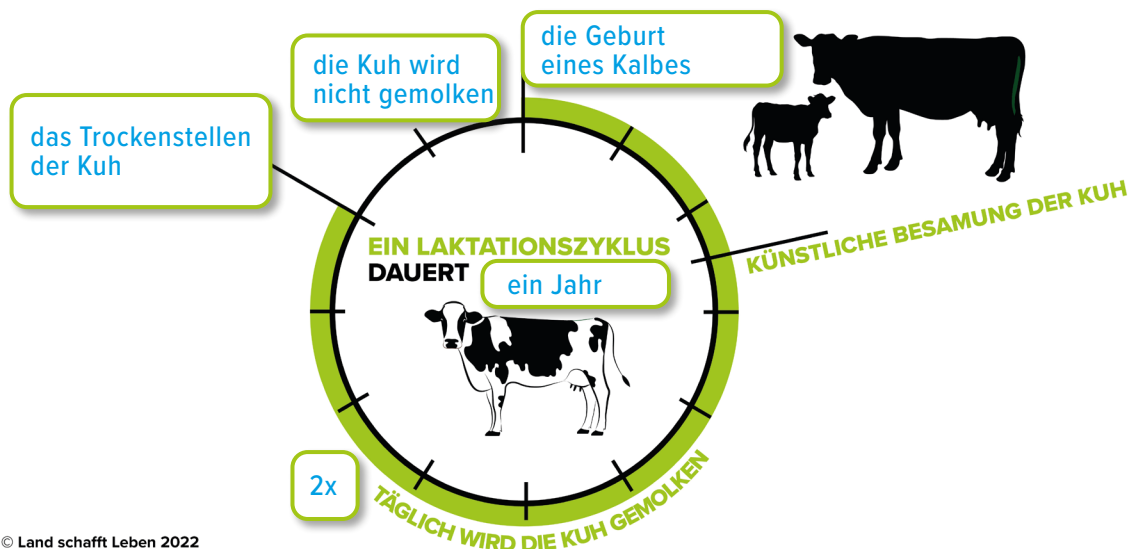 die Geburt
eines Kalbes
die Kuh wird
nicht gemolken
das Trockenstellen
der Kuh
KÜNSTLICHE BESAMUNG DER KUH
EIN LAKTATIONSZYKLUS
DAUERT
ein Jahr
2x
TÄGLICH WIRD DIE KUH GEMOLKEN
© Land schafft Leben 2022